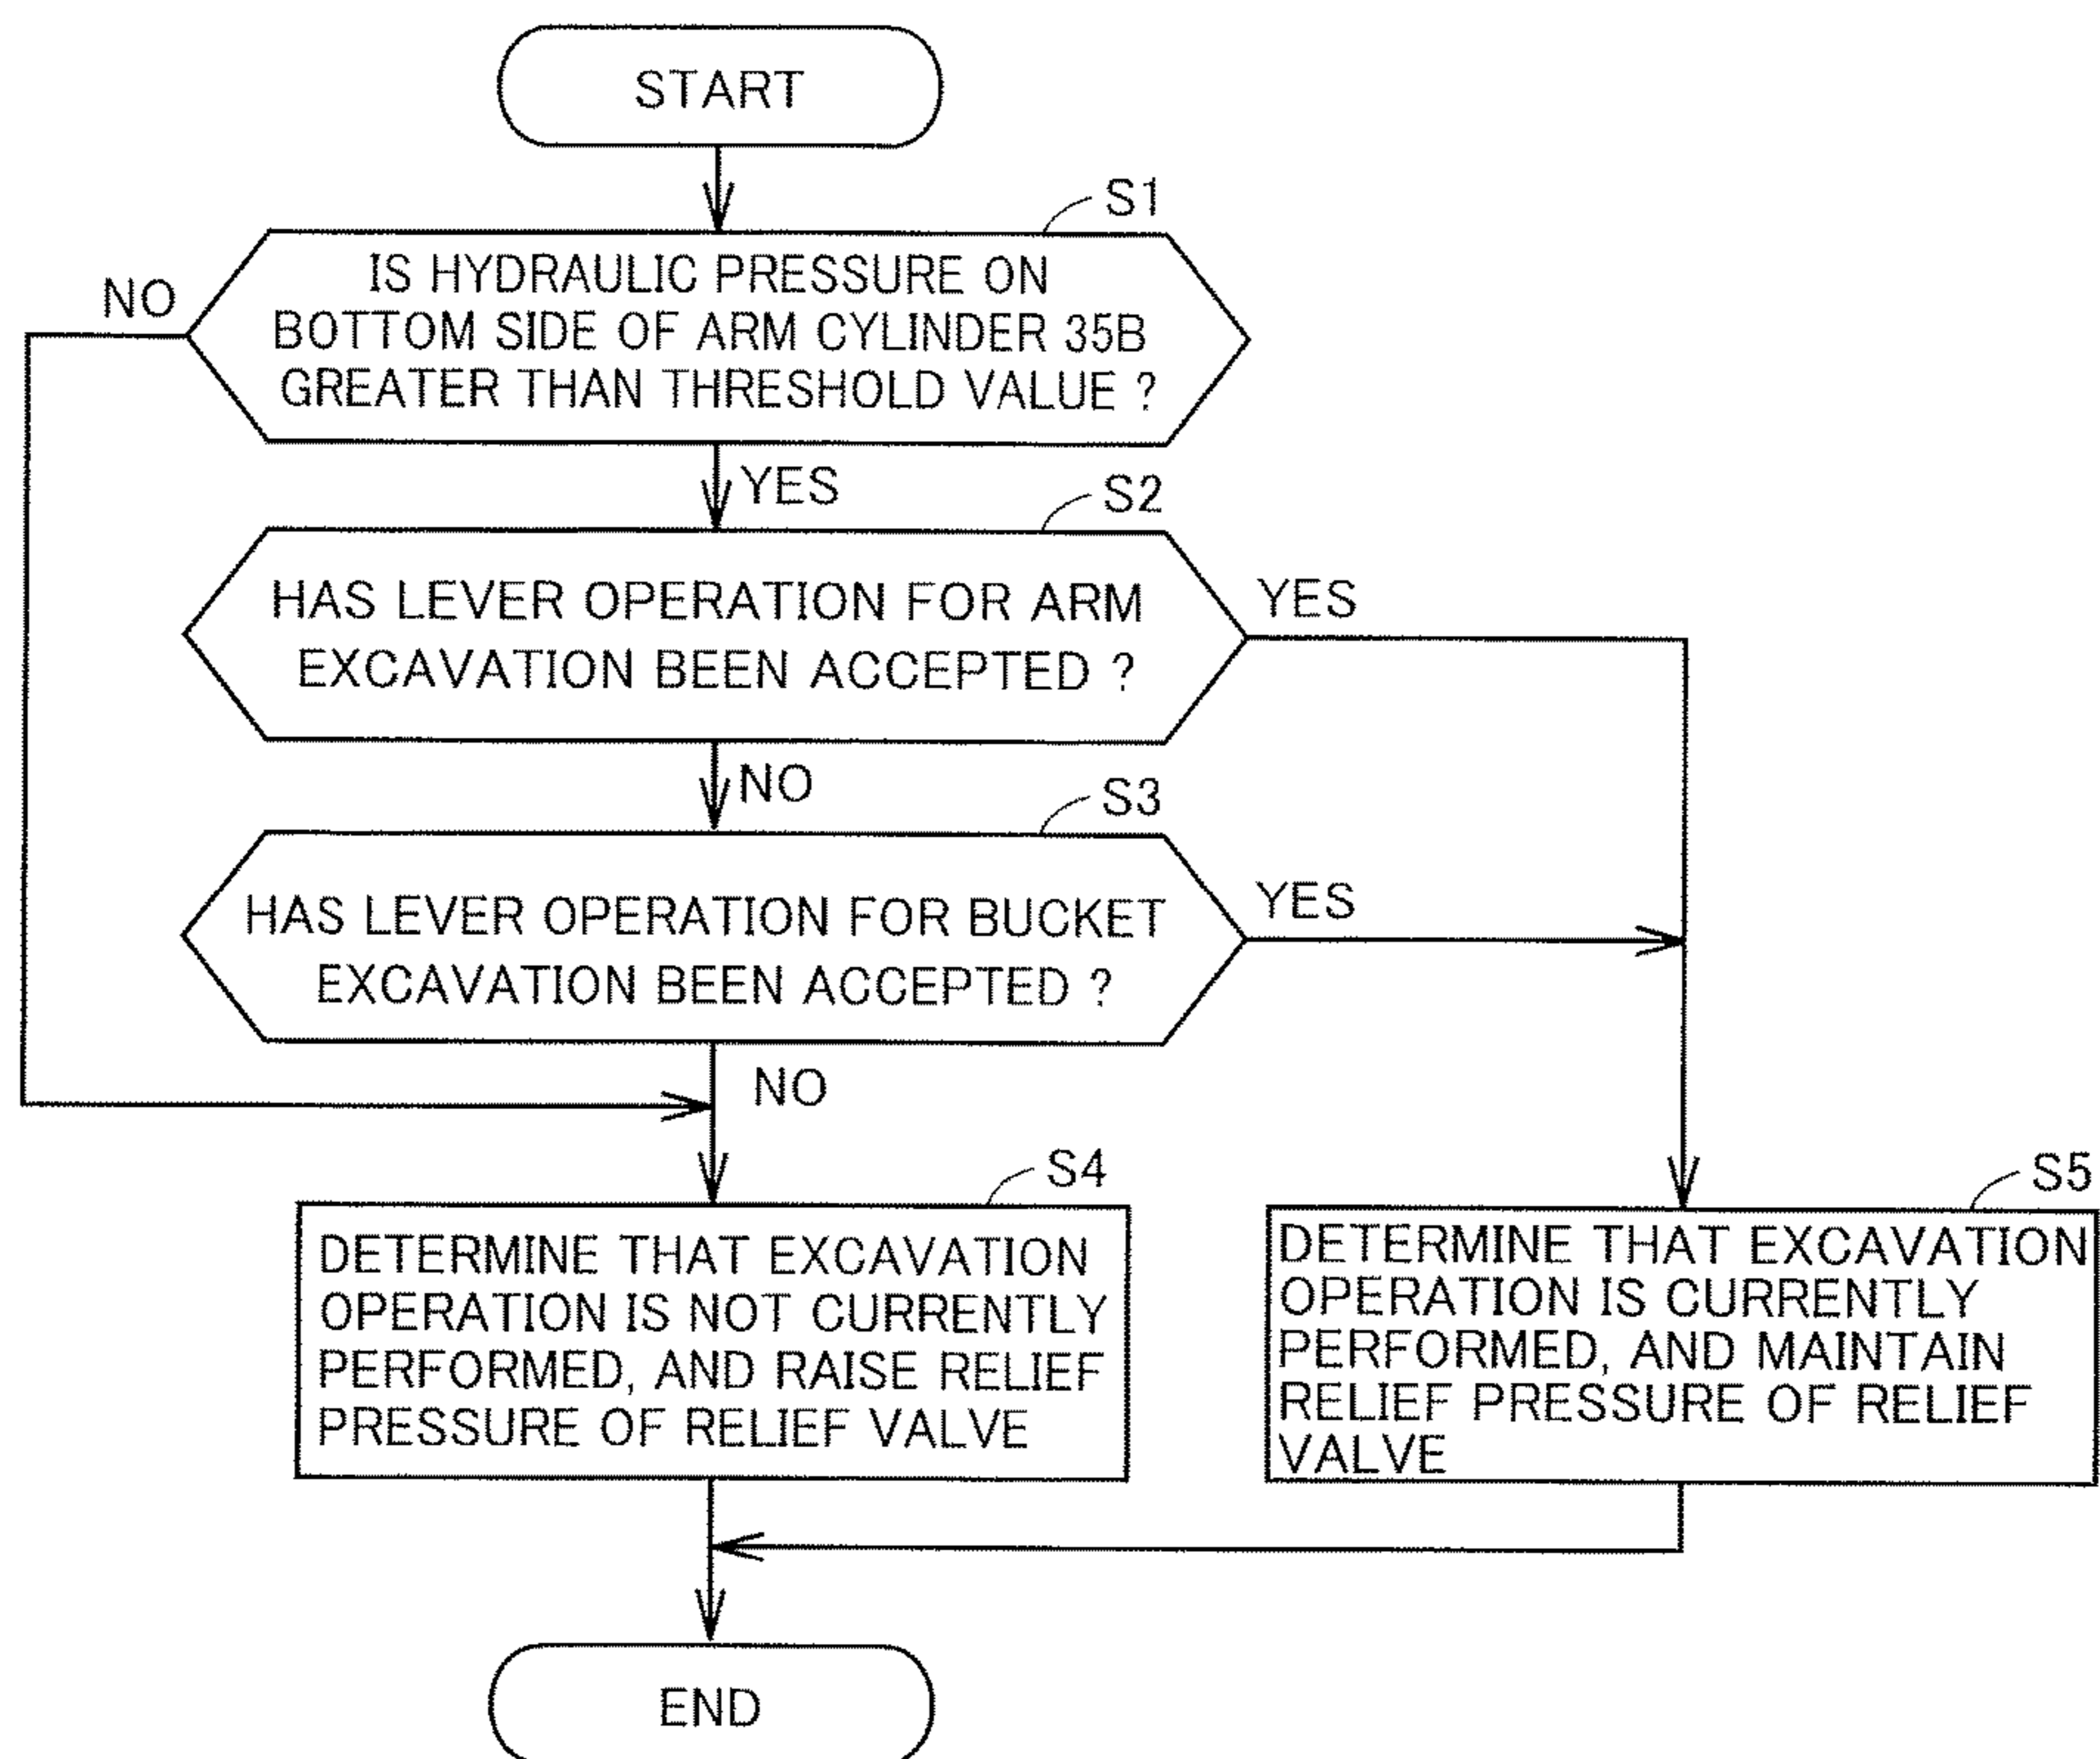 START
S1
IS HYDRAULIC PRESSURE ON
BOTTOM SIDE OF ARM CYLINDER 35B
GREATER THAN THRESHOLD VALUE ?
NO
YES
S2
HAS LEVER OPERATION FOR ARM
EXCAVATION BEEN ACCEPTED ?
YES
NO
S3
HAS LEVER OPERATION FOR BUCKET
EXCAVATION BEEN ACCEPTED ?
YES
NO
S4
DETERMINE THAT EXCAVATION
OPERATION IS NOT CURRENTLY
PERFORMED, AND RAISE RELIEF
PRESSURE OF RELIEF VALVE
S5
DETERMINE THAT EXCAVATION
OPERATION IS CURRENTLY
PERFORMED, AND MAINTAIN
RELIEF PRESSURE OF RELIEF
VALVE
END